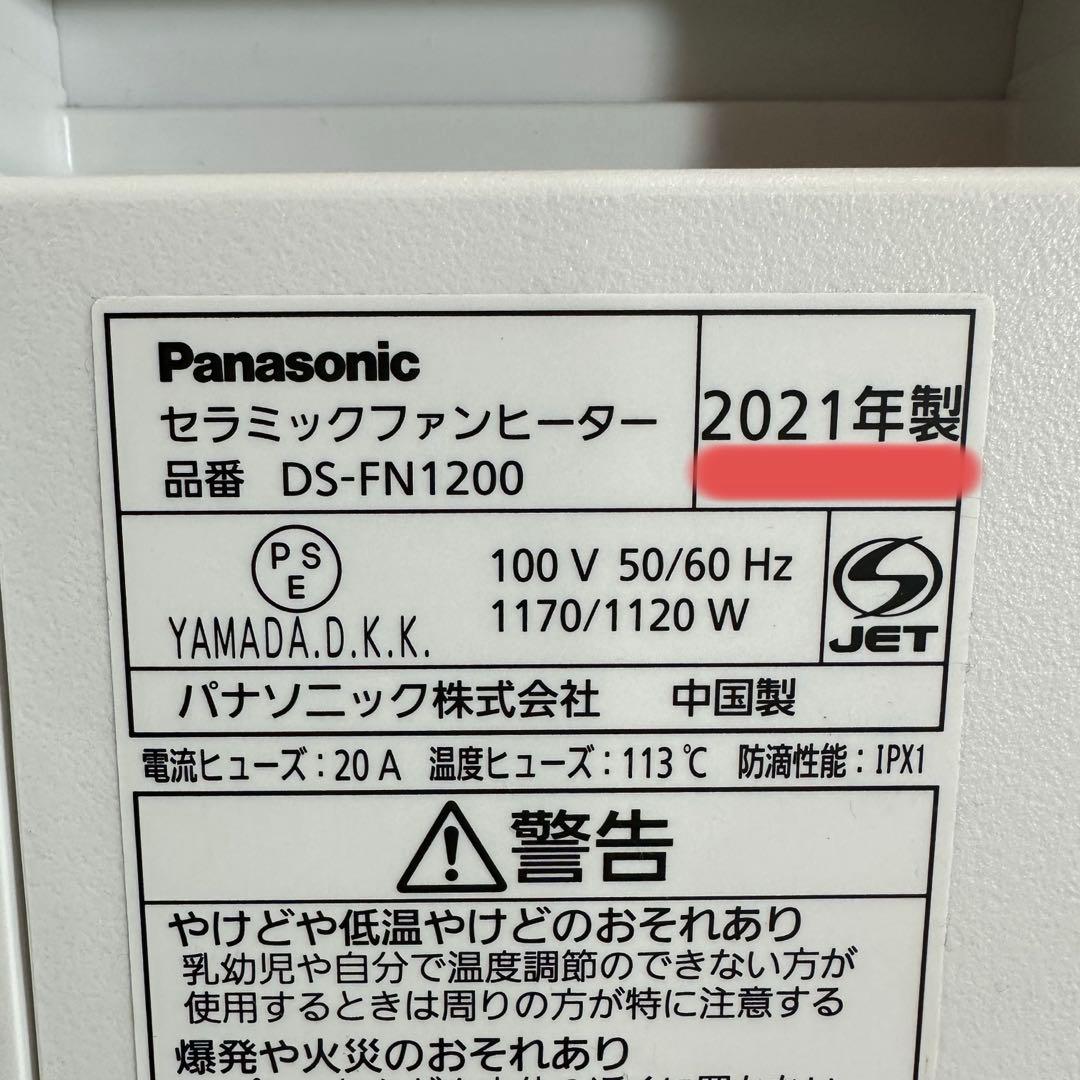 Panasonic
セラミックファンヒーター
品番 DS-FN1200
2021年製
PSE
YAMADA.D.K.K.
100 V 50/60 Hz
1170/1120 W
JET
パナソニック株式会社 中国製
電流ヒューズ:20 A 温度ヒューズ:113 ℃ 防滴性能:IPX1
警告
やけどや低温やけどのおそれあり
乳幼児や自分で温度調節のできない方が
使用するときは周りの方が特に注意する
爆発や火災のおそれあり